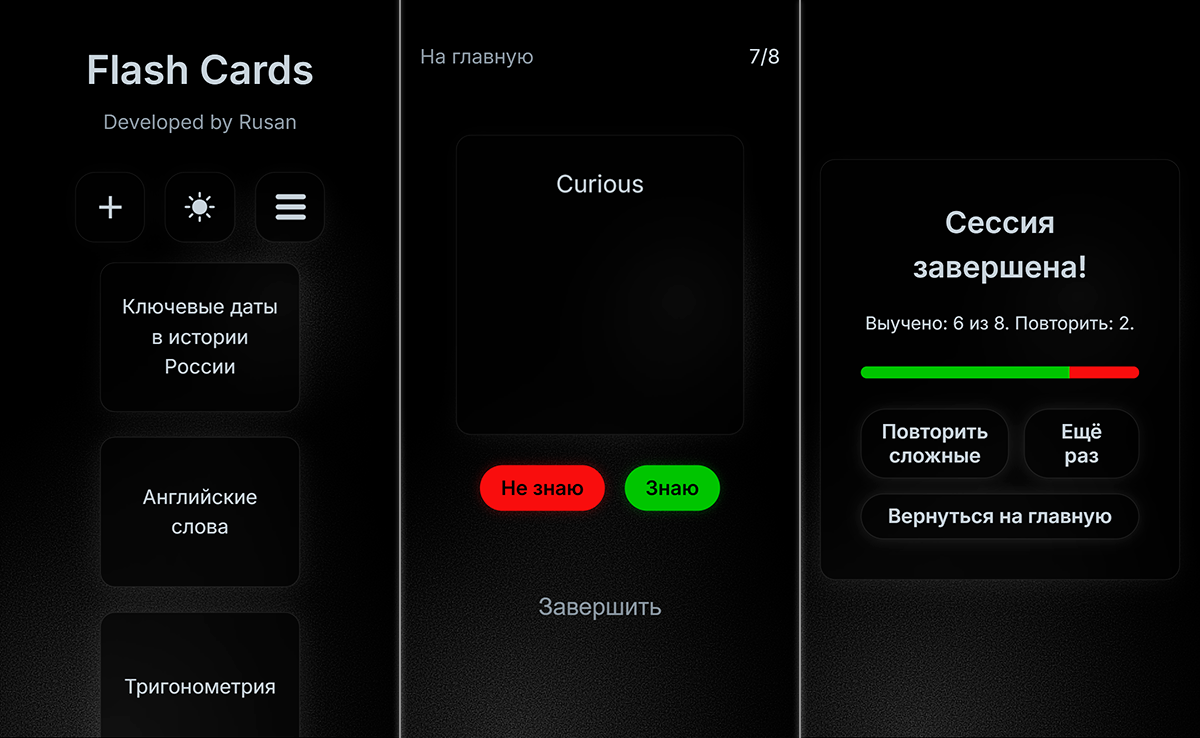 Flash Cards
Developed by Rusan
Ключевые даты
в истории
России
Английские
слова
Тригонометрия
На главную
7/8
Curious
Не знаю
Знаю
Завершить
Сессия
завершена!
Выучено: 6 из 8. Повторить: 2.
Повторить
сложные
Ещё
раз
Вернуться на главную